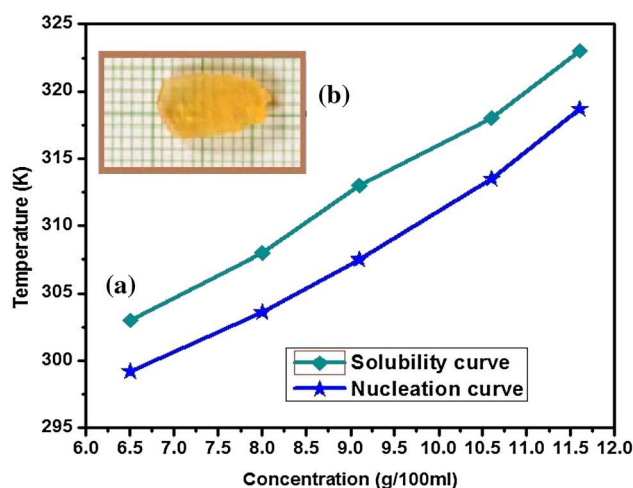 325
320
315
310
305
300
295
Temperature (K)
(b)
(a)
Solubility curve
Nucleation curve
6.0 6.5 7.0 7.5 8.0 8.5 9.0 9.5 10.0 10.5 11.0 11.5 12.0
Concentration (g/100ml)